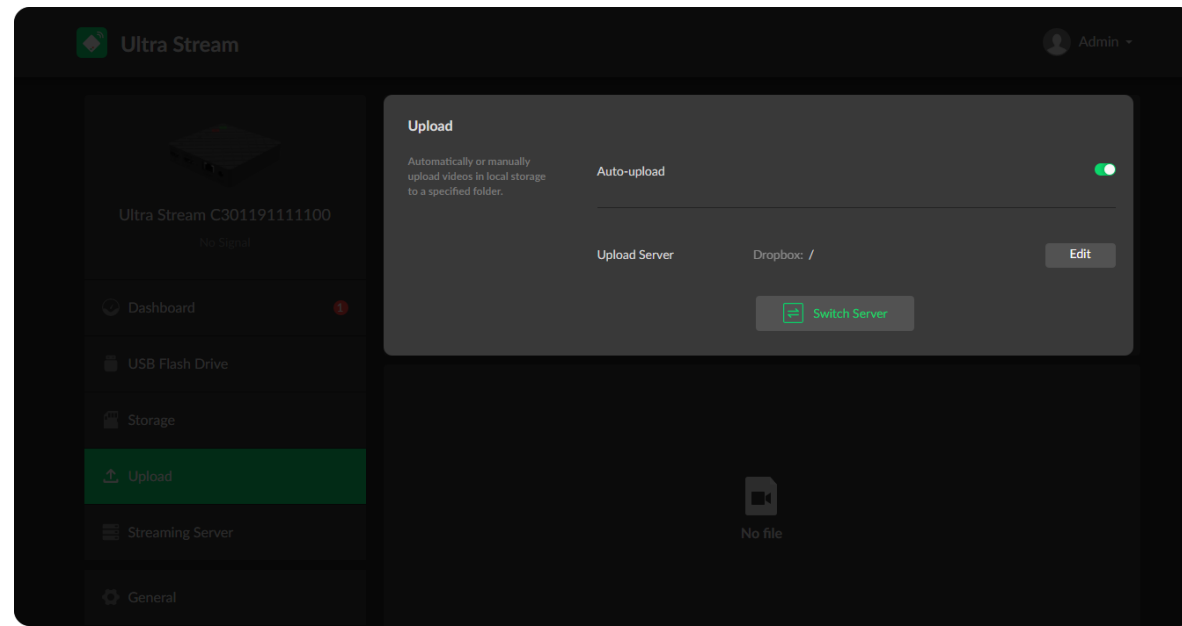 Ultra Stream
Admin
Ultra Stream C301191111100
No Signal
Dashboard
1
USB Flash Drive
Storage
Upload
Streaming Server
General
Upload
Automatically or manually
upload videos in local storage
to a specified folder.
Auto-upload
Upload Server
Dropbox: /
Edit
Switch Server
No file